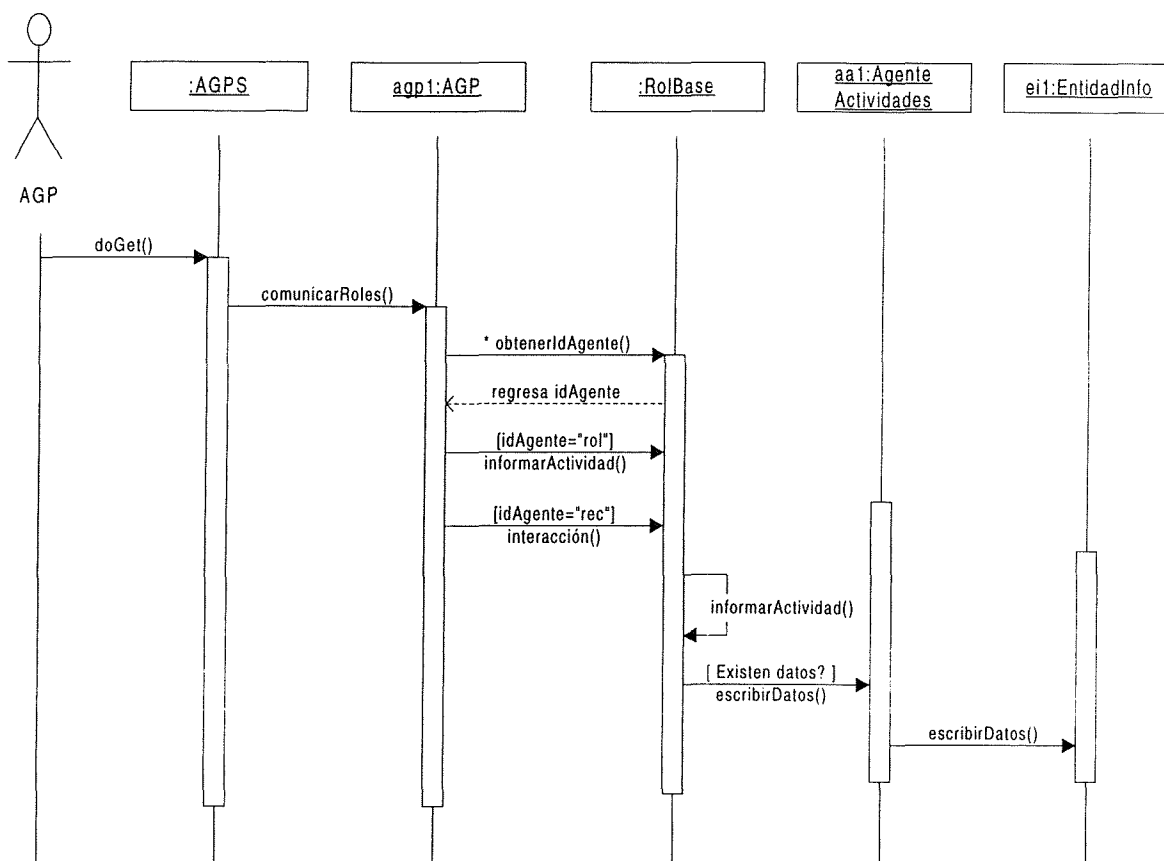 :AGPS
agp1:AGP
:RolBase
aa1:Agente
Actividades
ei1:EntidadInfo
AGP
doGet()
comunicarRoles()
* obtenerIdAgente()
regresa idAgente
[idAgente="rol"]
informarActividad()
[idAgente="rec"]
interacción()
informarActividad()
[ Existen datos? ]
escribirDatos()
escribirDatos()